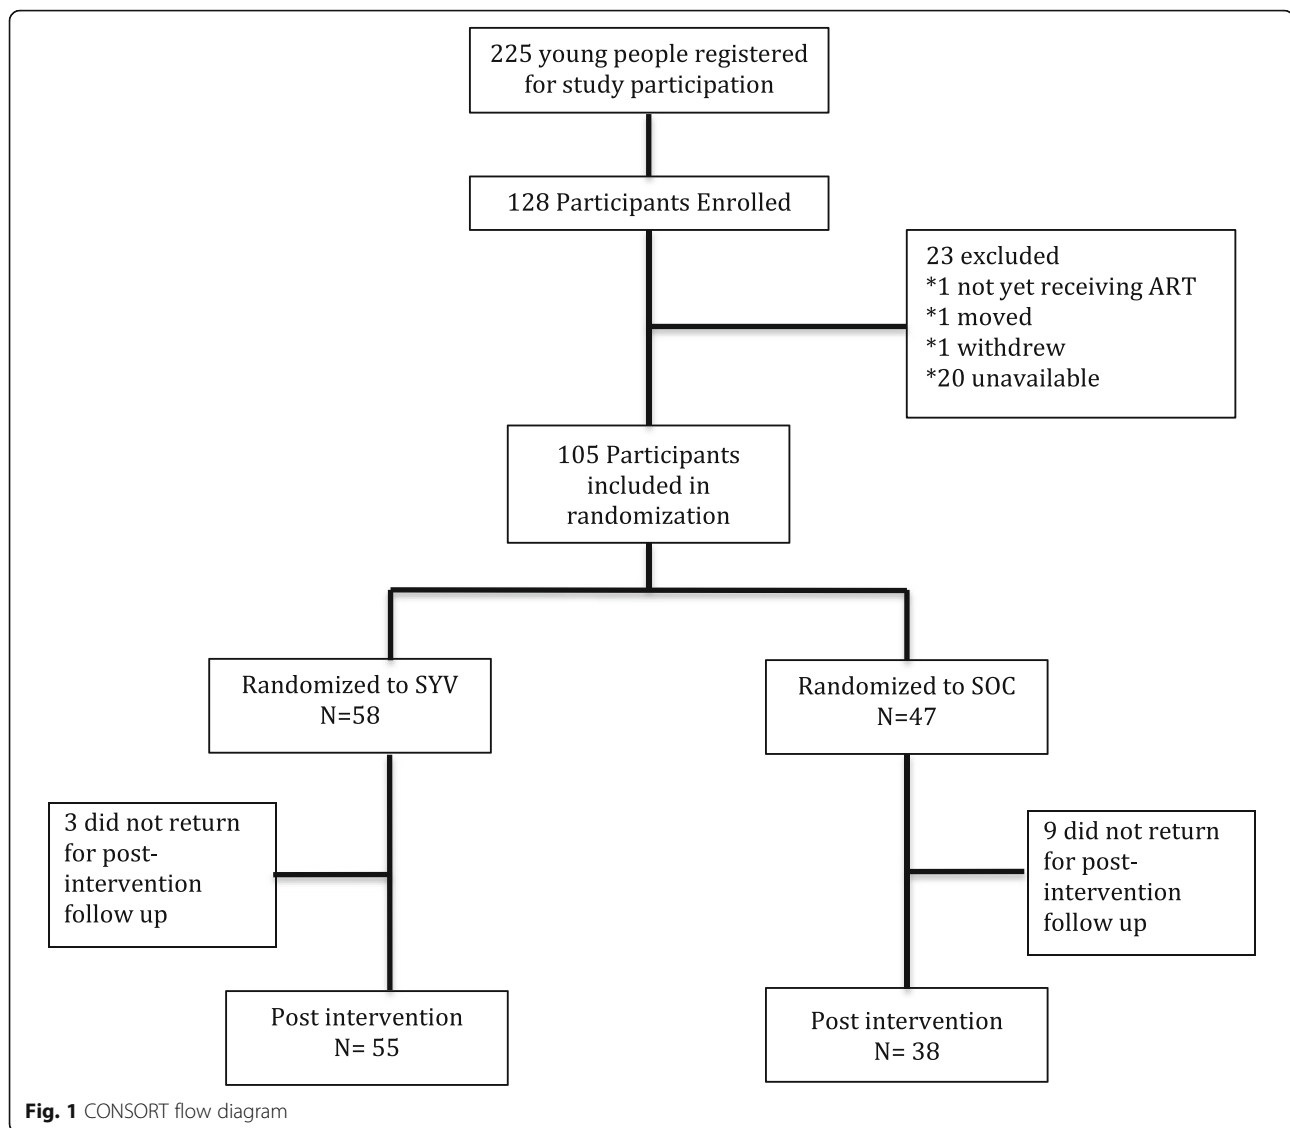 225 young people registered
for study participation
128 Participants Enrolled
23 excluded
*1 not yet receiving ART
*1 moved
*1 withdrew
*20 unavailable
105 Participants
included in
randomization
Randomized to SYV
N=58
Randomized to SOC
N=47
3 did not return
for post-
intervention
follow up
9 did not return
for post-
intervention
follow up
Post intervention
N= 55
Post intervention
N= 38
Fig. 1 CONSORT flow diagram